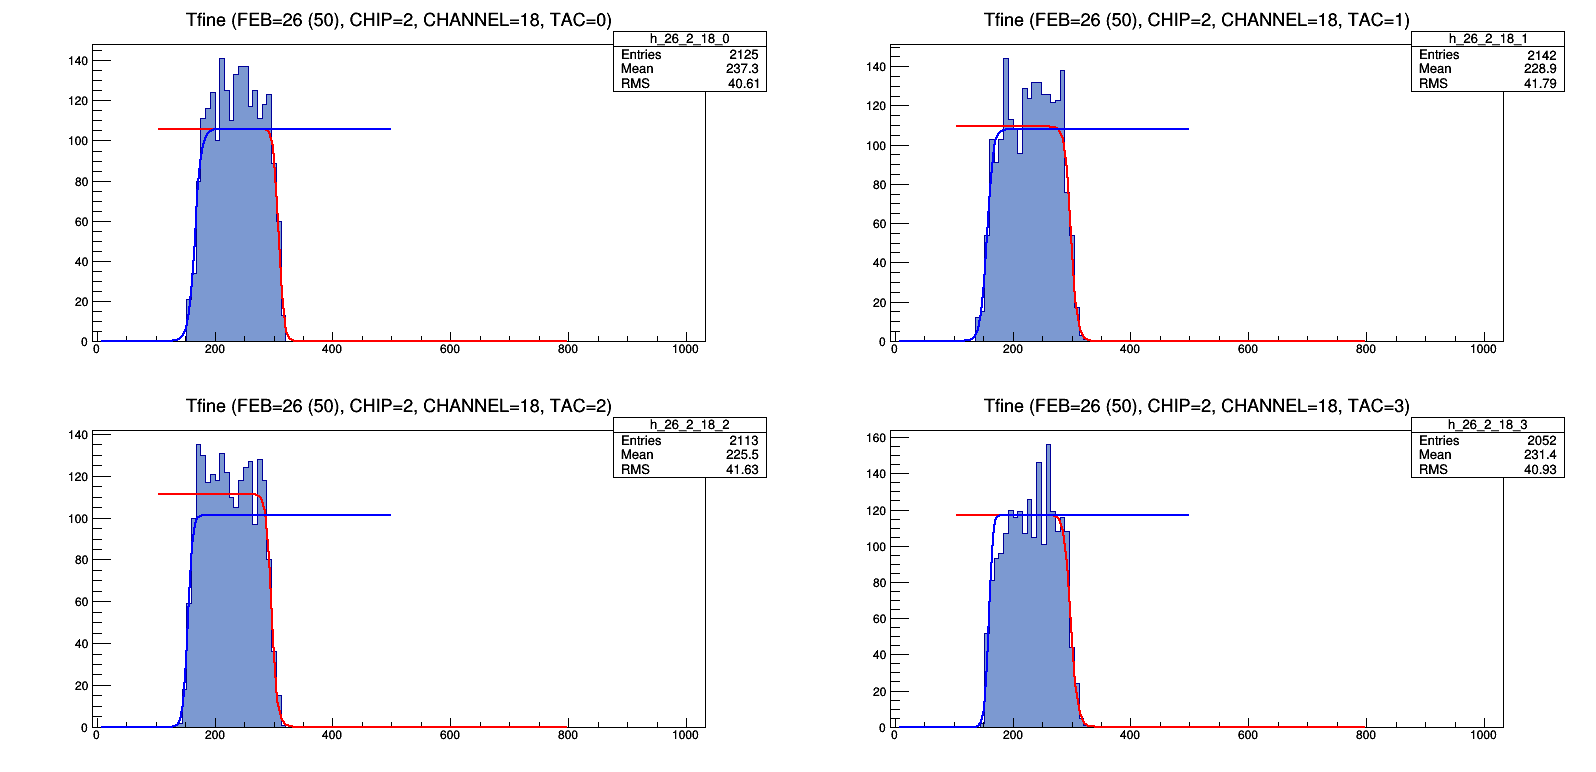 Tfine (FEB=26 (50), CHIP=2, CHANNEL=18, TAC=0)
h_26_2_18_0
Entries 2125
Mean 237.3
RMS 40.61
140
120
100
80
60
40
20
0
0 200 400 600 800 1000
Tfine (FEB=26 (50), CHIP=2, CHANNEL=18, TAC=1)
h_26_2_18_1
Entries 2142
Mean 228.9
RMS 41.79
140
120
100
80
60
40
20
0
0 200 400 600 800 1000
Tfine (FEB=26 (50), CHIP=2, CHANNEL=18, TAC=2)
h_26_2_18_2
Entries 2113
Mean 225.5
RMS 41.63
140
120
100
80
60
40
20
0
0 200 400 600 800 1000
Tfine (FEB=26 (50), CHIP=2, CHANNEL=18, TAC=3)
h_26_2_18_3
Entries 2052
Mean 231.4
RMS 40.93
160
140
120
100
80
60
40
20
0
0 200 400 600 800 1000